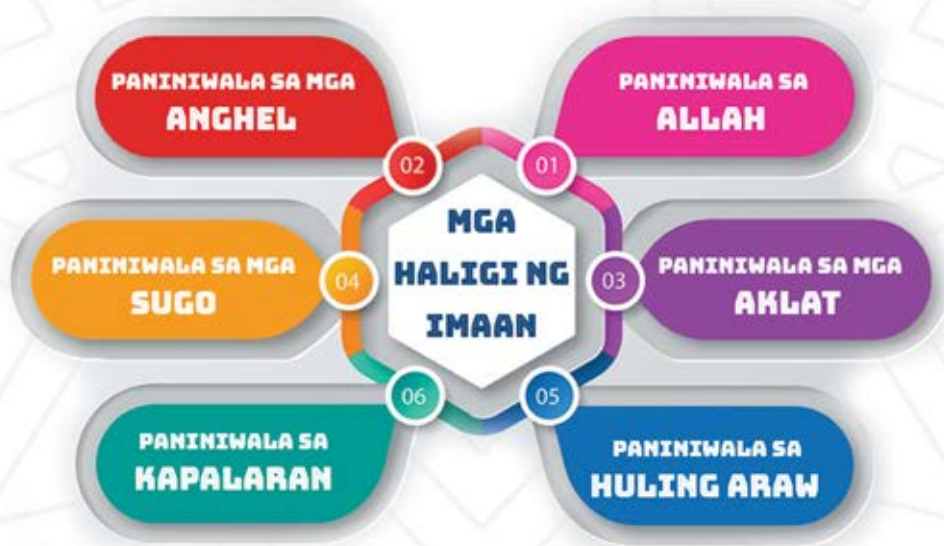 MGA
HALIGI NG
IMAAN
01
PANINIWALA SA
ALLAH
02
PANINIWALA SA MGA
ANGHEL
03
PANINIWALA SA MGA
AKLAT
04
PANINIWALA SA MGA
SUGO
05
PANINIWALA SA
HULING ARAW
06
PANINIWALA SA
KAPALARAN